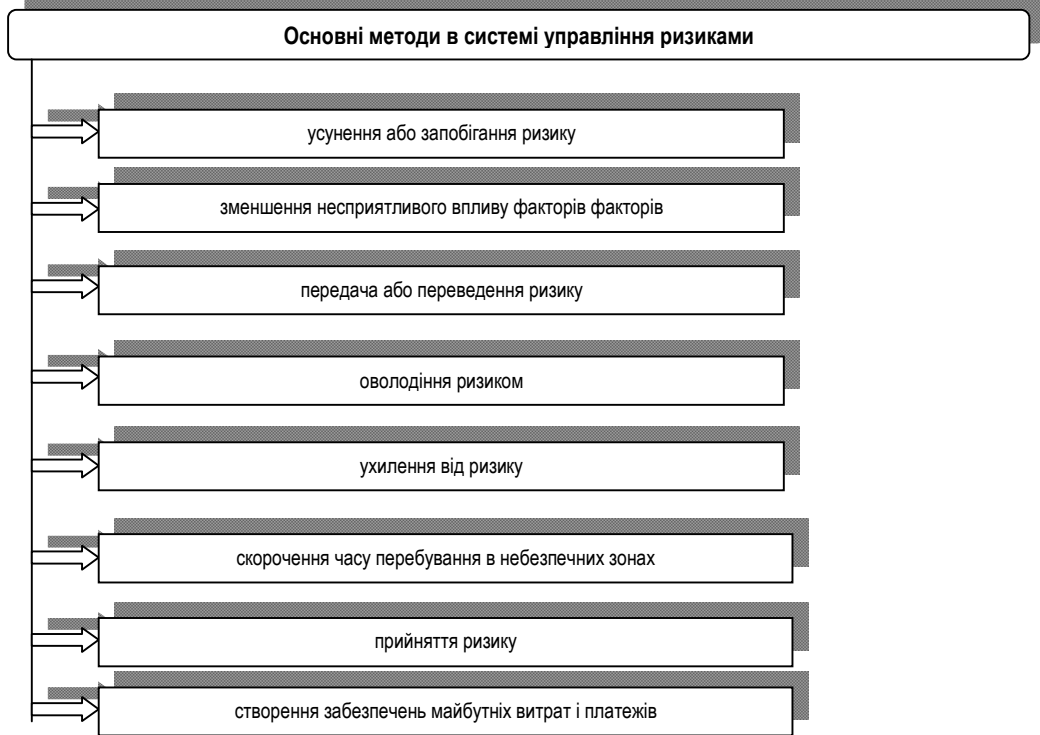 Основні методи в системі управління ризиками
усунення або запобігання ризику
зменшення несприятливого впливу факторів факторів
передача або переведення ризику
оволодіння ризиком
ухилення від ризику
скорочення часу перебування в небезпечних зонах
прийняття ризику
створення забезпечень майбутніх витрат і платежів